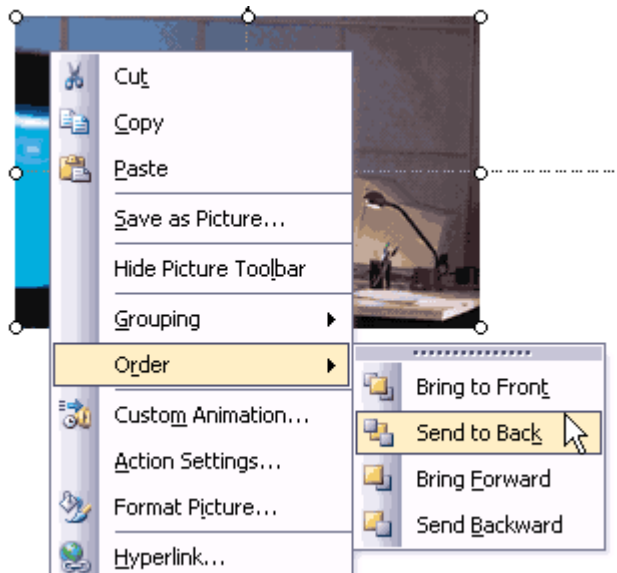 Cut
Copy
Paste
Save as Picture...
Hide Picture Toolbar
Grouping
Order
Bring to Front
Custom Animation...
Send to Back
Action Settings...
Bring Forward
Format Picture...
Send Backward
Hyperlink...